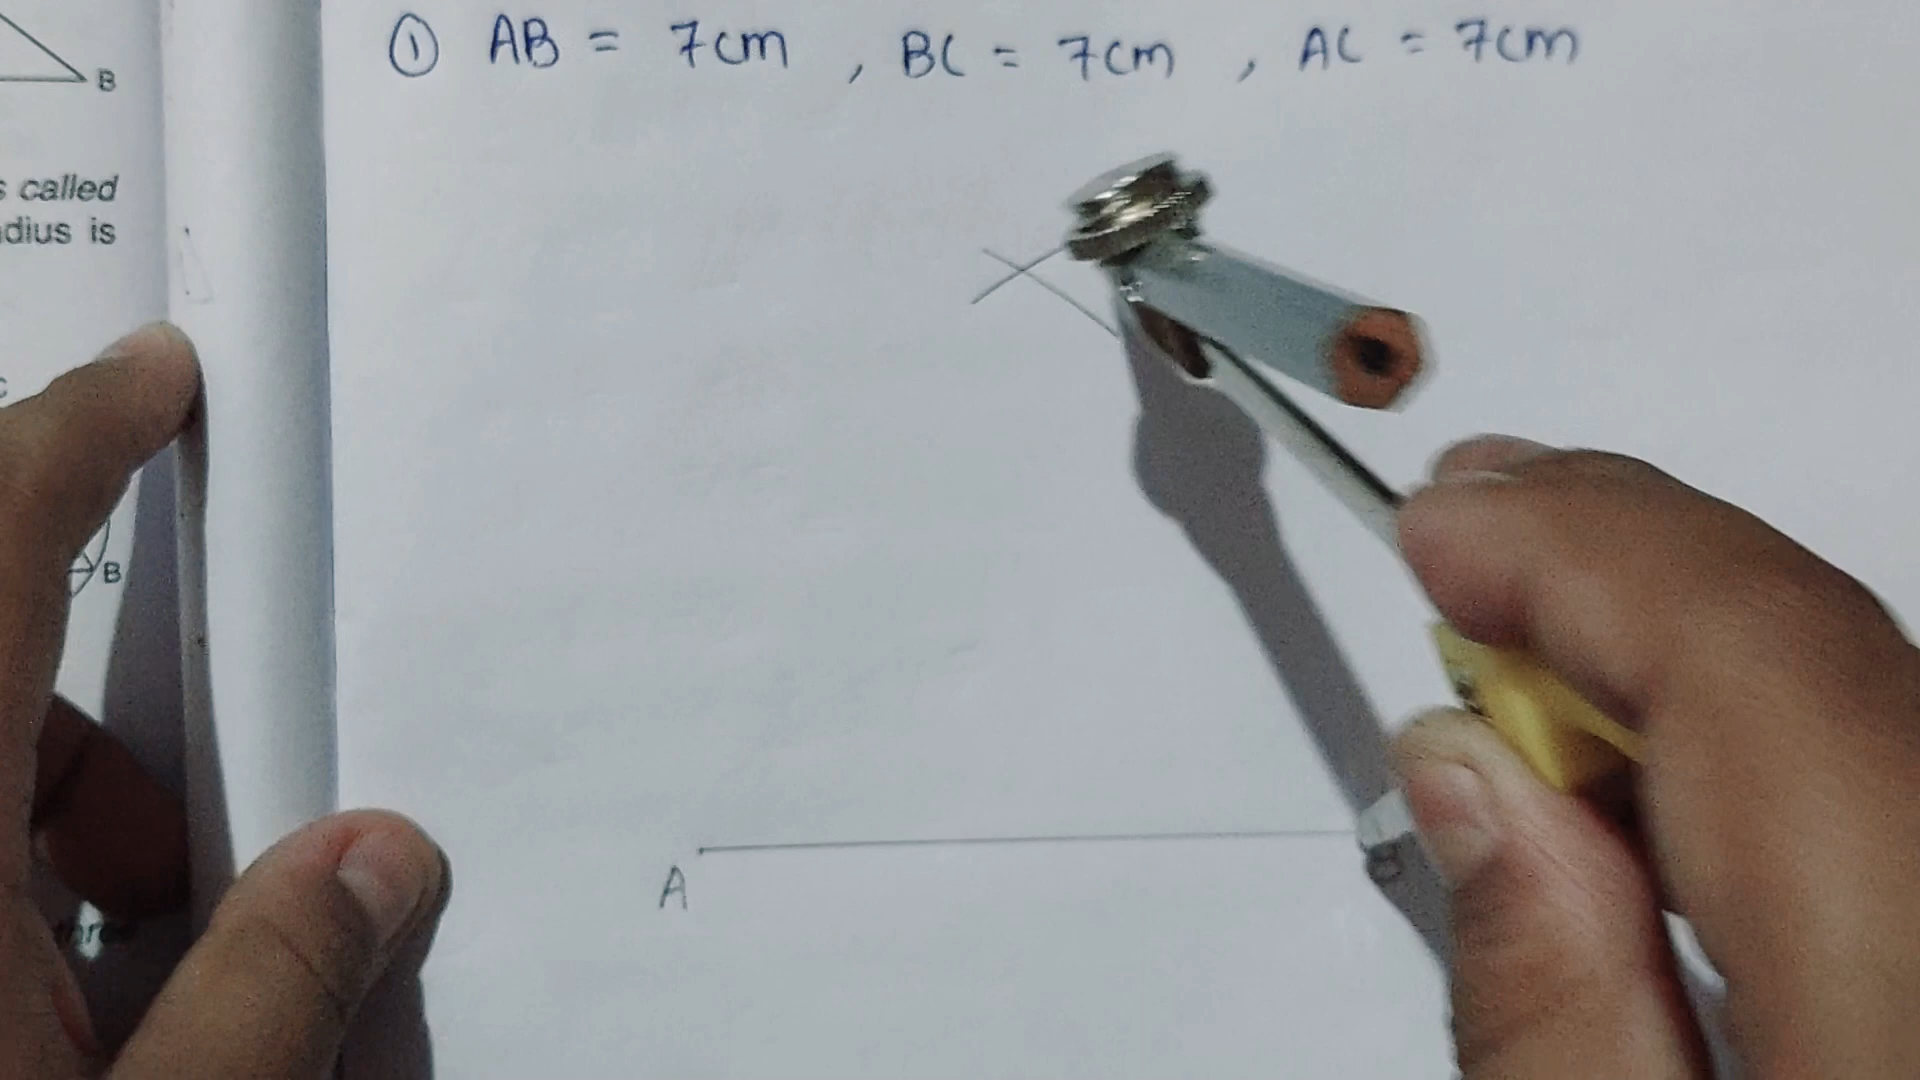 ① AB = 7cm , BC = 7cm , AC = 7cm
B
s called
dius is
C
B
A
B